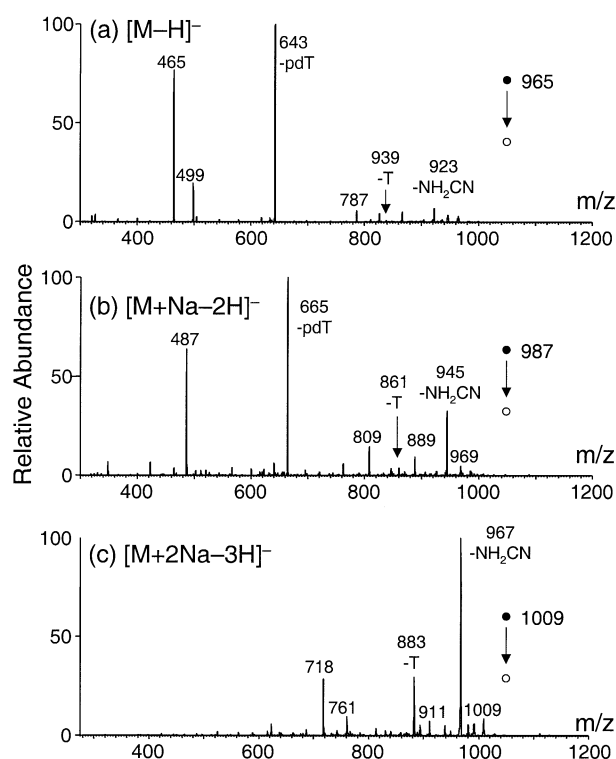 (a) [M–H]–
100
50
0
465
499
643
-pdT
787
939
-T
923
-NH2CN
965
m/z
400 600 800 1000 1200
Relative Abundance
(b) [M+Na–2H]–
100
50
0
487
665
-pdT
809
861
-T
889
945
-NH2CN
969
987
m/z
400 600 800 1000 1200
(c) [M+2Na–3H]–
100
50
0
718
761
883
-T
911
967
-NH2CN
1009
1009
m/z
400 600 800 1000 1200